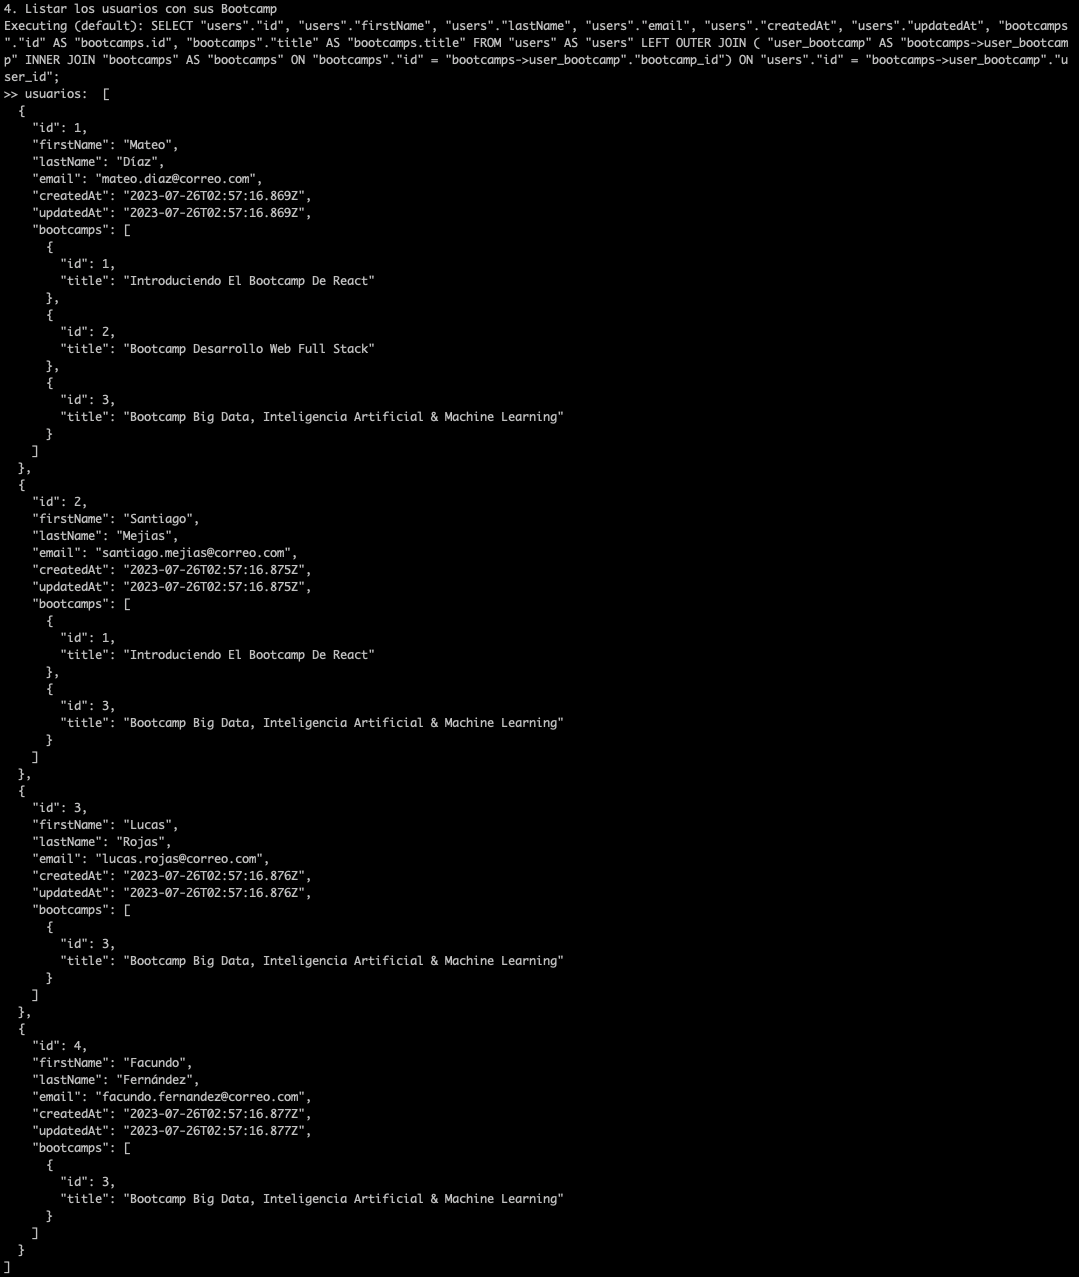 4. Listar los usuarios con sus Bootcamp
Executing (default): SELECT "users"."id", "users"."firstName", "users"."lastName", "users"."email", "users"."createdAt", "users"."updatedAt", "bootcamps
"."id" AS "bootcamps.id", "bootcamps"."title" AS "bootcamps.title" FROM "users" AS "users" LEFT OUTER JOIN ( "user_bootcamp" AS "bootcamps->user_bootcam
p" INNER JOIN "bootcamps" AS "bootcamps" ON "bootcamps"."id" = "bootcamps->user_bootcamp"."bootcamp_id") ON "users"."id" = "bootcamps->user_bootcamp"."u
ser_id";
>> usuarios:  [
  {
    "id": 1,
    "firstName": "Mateo",
    "lastName": "Díaz",
    "email": "mateo.diaz@correo.com",
    "createdAt": "2023-07-26T02:57:16.869Z",
    "updatedAt": "2023-07-26T02:57:16.869Z",
    "bootcamps": [
      {
        "id": 1,
        "title": "Introduciendo El Bootcamp De React"
      },
      {
        "id": 2,
        "title": "Bootcamp Desarrollo Web Full Stack"
      },
      {
        "id": 3,
        "title": "Bootcamp Big Data, Inteligencia Artificial & Machine Learning"
      }
    ]
  },
  {
    "id": 2,
    "firstName": "Santiago",
    "lastName": "Mejias",
    "email": "santiago.mejias@correo.com",
    "createdAt": "2023-07-26T02:57:16.875Z",
    "updatedAt": "2023-07-26T02:57:16.875Z",
    "bootcamps": [
      {
        "id": 1,
        "title": "Introduciendo El Bootcamp De React"
      },
      {
        "id": 3,
        "title": "Bootcamp Big Data, Inteligencia Artificial & Machine Learning"
      }
    ]
  },
  {
    "id": 3,
    "firstName": "Lucas",
    "lastName": "Rojas",
    "email": "lucas.rojas@correo.com",
    "createdAt": "2023-07-26T02:57:16.876Z",
    "updatedAt": "2023-07-26T02:57:16.876Z",
    "bootcamps": [
      {
        "id": 3,
        "title": "Bootcamp Big Data, Inteligencia Artificial & Machine Learning"
      }
    ]
  },
  {
    "id": 4,
    "firstName": "Facundo",
    "lastName": "Fernández",
    "email": "facundo.fernandez@correo.com",
    "createdAt": "2023-07-26T02:57:16.877Z",
    "updatedAt": "2023-07-26T02:57:16.877Z",
    "bootcamps": [
      {
        "id": 3,
        "title": "Bootcamp Big Data, Inteligencia Artificial & Machine Learning"
      }
    ]
  }
]